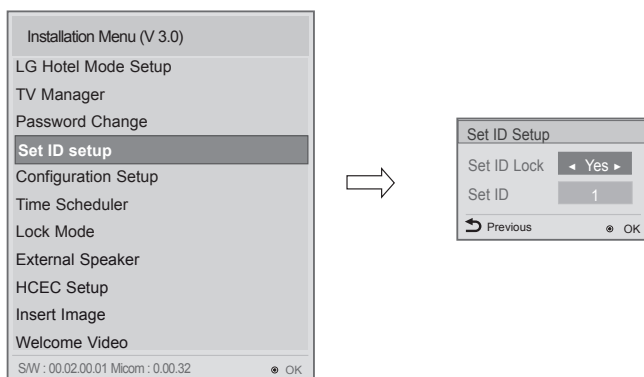 Installation Menu (V 3.0)
LG Hotel Mode Setup
TV Manager
Password Change
Set ID setup
Configuration Setup
Time Scheduler
Lock Mode
External Speaker
HCEC Setup
Insert Image
Welcome Video
S/W : 00.02.00.01 Micom : 0.00.32 ◉ OK
Set ID Setup
Set ID Lock ◄ Yes ►
Set ID 1
Previous ◉ OK